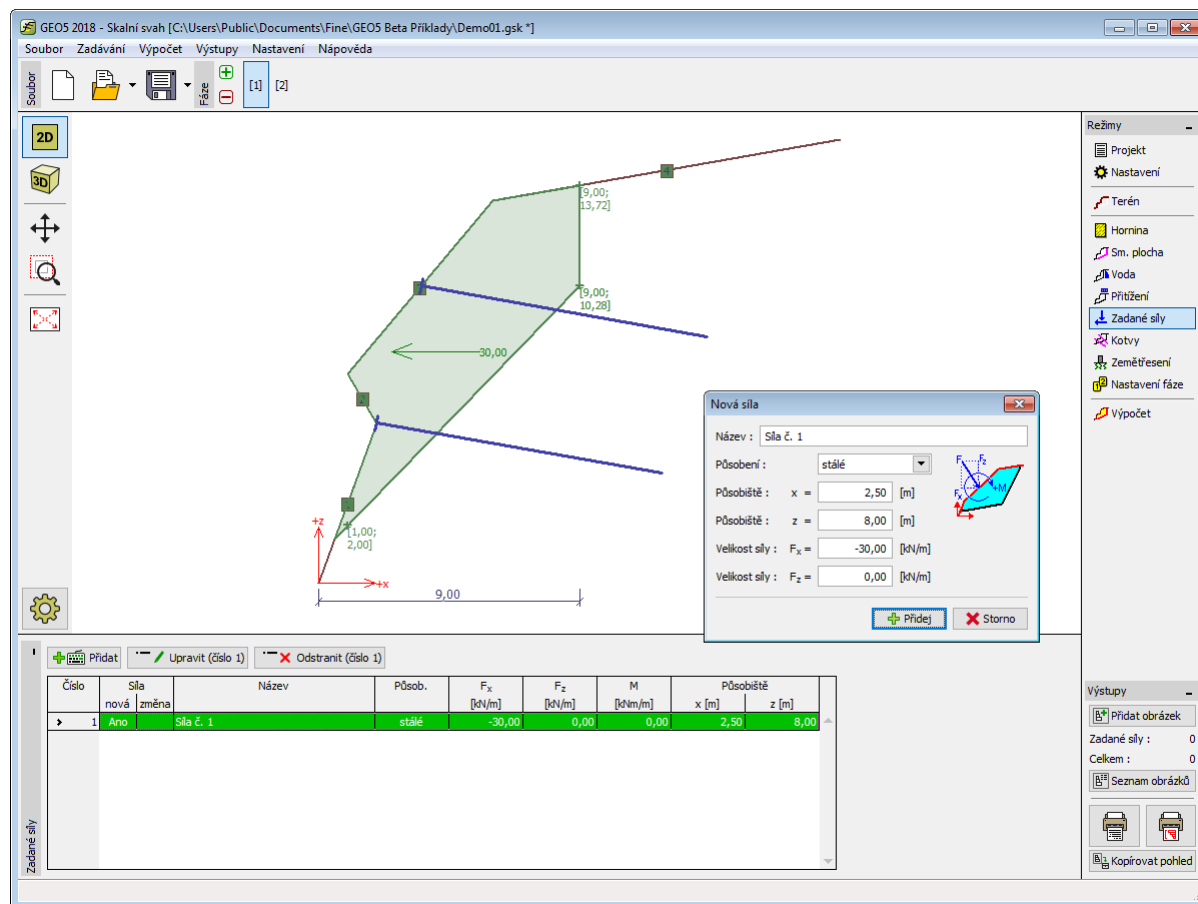 GEO5 2018 - Skalní svah [C:\Users\Public\Documents\Fine\GEO5 Beta Příklady\Demo01.gsk *]
Soubor Zadávání Výpočet Výstupy Nastavení Nápověda
Soubor
Fáze
[1] [2]
2D
3D
4
[9,00;
13,72]
[9,00;
10,28]
30,00
2
[1,00;
2,00]
+z
+x
9,00
Nová síla
Název : Síla č. 1
Působení : stálé
Působiště : x = 2,50 [m]
Působiště : z = 8,00 [m]
Velikost síly : Fx = -30,00 [kN/m]
Velikost síly : Fz = 0,00 [kN/m]
F Fz
Fx +M
Přidej Storno
Režimy
Projekt
Nastavení
Terén
Hornina
Sm. plocha
Voda
Přitížení
Zadané síly
Kotvy
Zemětřesení
Nastavení fáze
Výpočet
Přidat Upravit (číslo 1) Odstranit (číslo 1)
Číslo Síla Název Působ. Fx Fz M Působiště
nová změna [kN/m] [kN/m] [kNm/m] x [m] z [m]
1 Ano Síla č. 1 stálé -30,00 0,00 0,00 2,50 8,00
Zadané síly
Výstupy
Přidat obrázek
Zadané síly : 0
Celkem : 0
Seznam obrázků
Kopírovat pohled